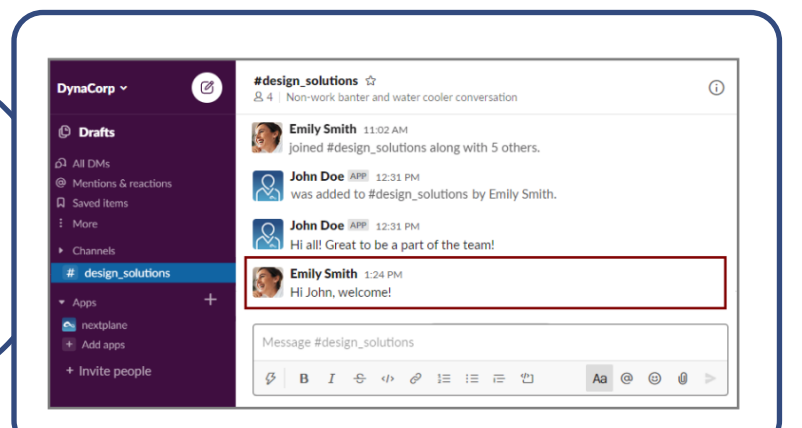 DynaCorp
Drafts
All DMs
@ Mentions & reactions
Saved items
More
Channels
# design_solutions
Apps +
nextplane
+ Add apps
+ Invite people
#design_solutions
4 | Non-work banter and water cooler conversation
Emily Smith 11:02 AM
joined #design_solutions along with 5 others.
John Doe APP 12:31 PM
was added to #design_solutions by Emily Smith.
John Doe APP 12:31 PM
Hi all! Great to be a part of the team!
Emily Smith 1:24 PM
Hi John, welcome!
Message #design_solutions
B I S </> Aa @